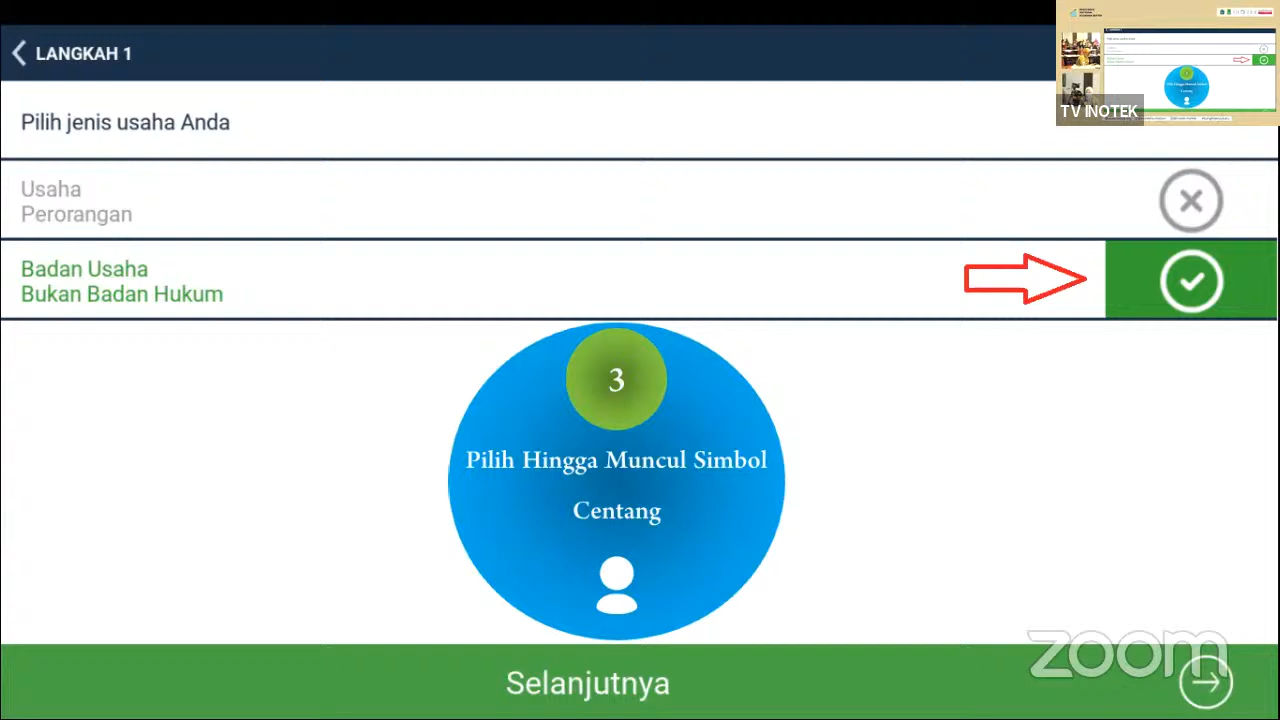 LANGKAH 1
TV INOTEK
Pilih jenis usaha Anda
Usaha
Perorangan
Badan Usaha
Bukan Badan Hukum
3
Pilih Hingga Muncul Simbol
Centang
zoom
Selanjutnya